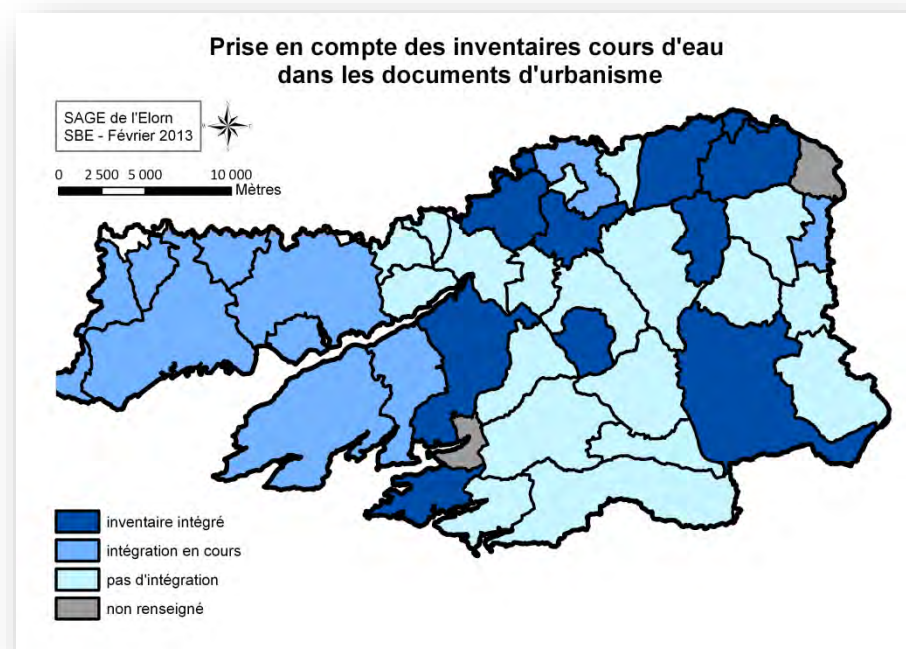 Prise en compte des inventaires cours d'eau
dans les documents d'urbanisme
SAGE de l'Elorn
SBE - Février 2013
0 2 500 5 000 10 000
Mètres
inventaire intégré
intégration en cours
pas d'intégration
non renseigné